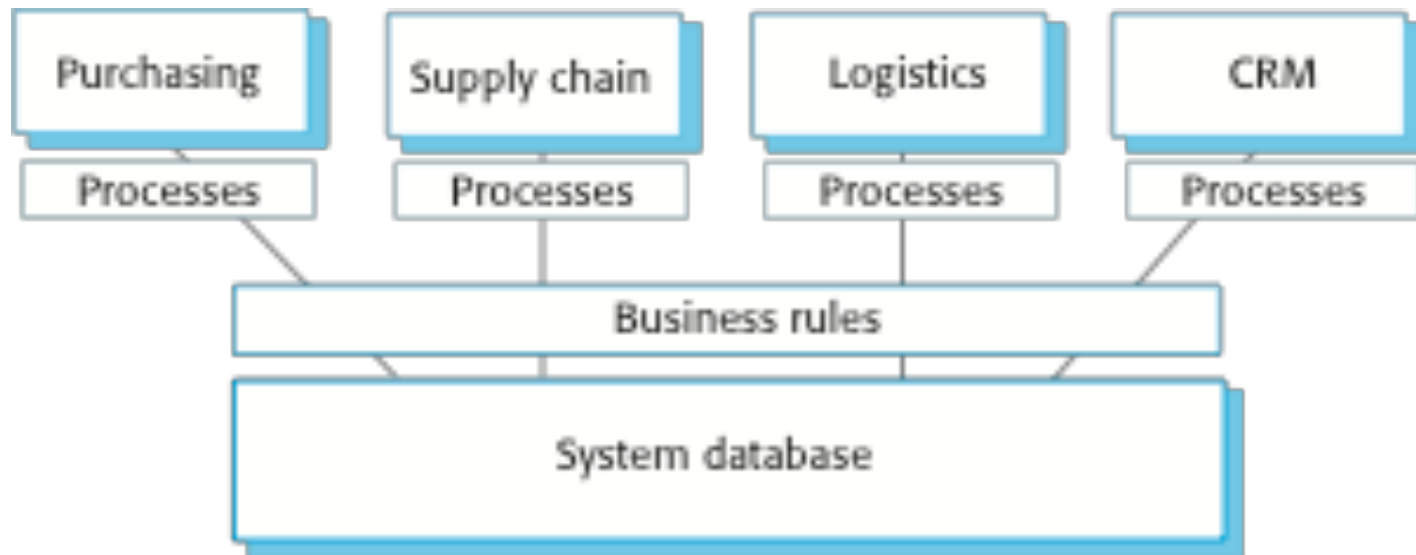 Purchasing
Supply chain
Logistics
CRM
Processes
Processes
Processes
Processes
Business rules
System database